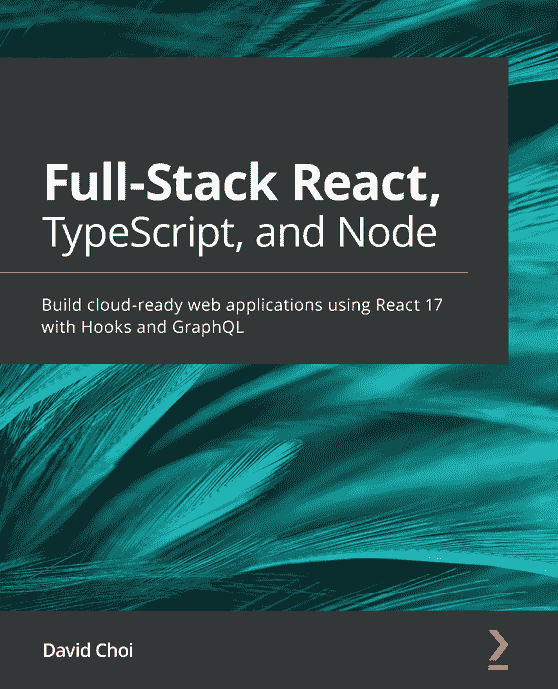 Full-Stack React,
TypeScript, and Node
Build cloud-ready web applications using React 17
with Hooks and GraphQL
David Choi